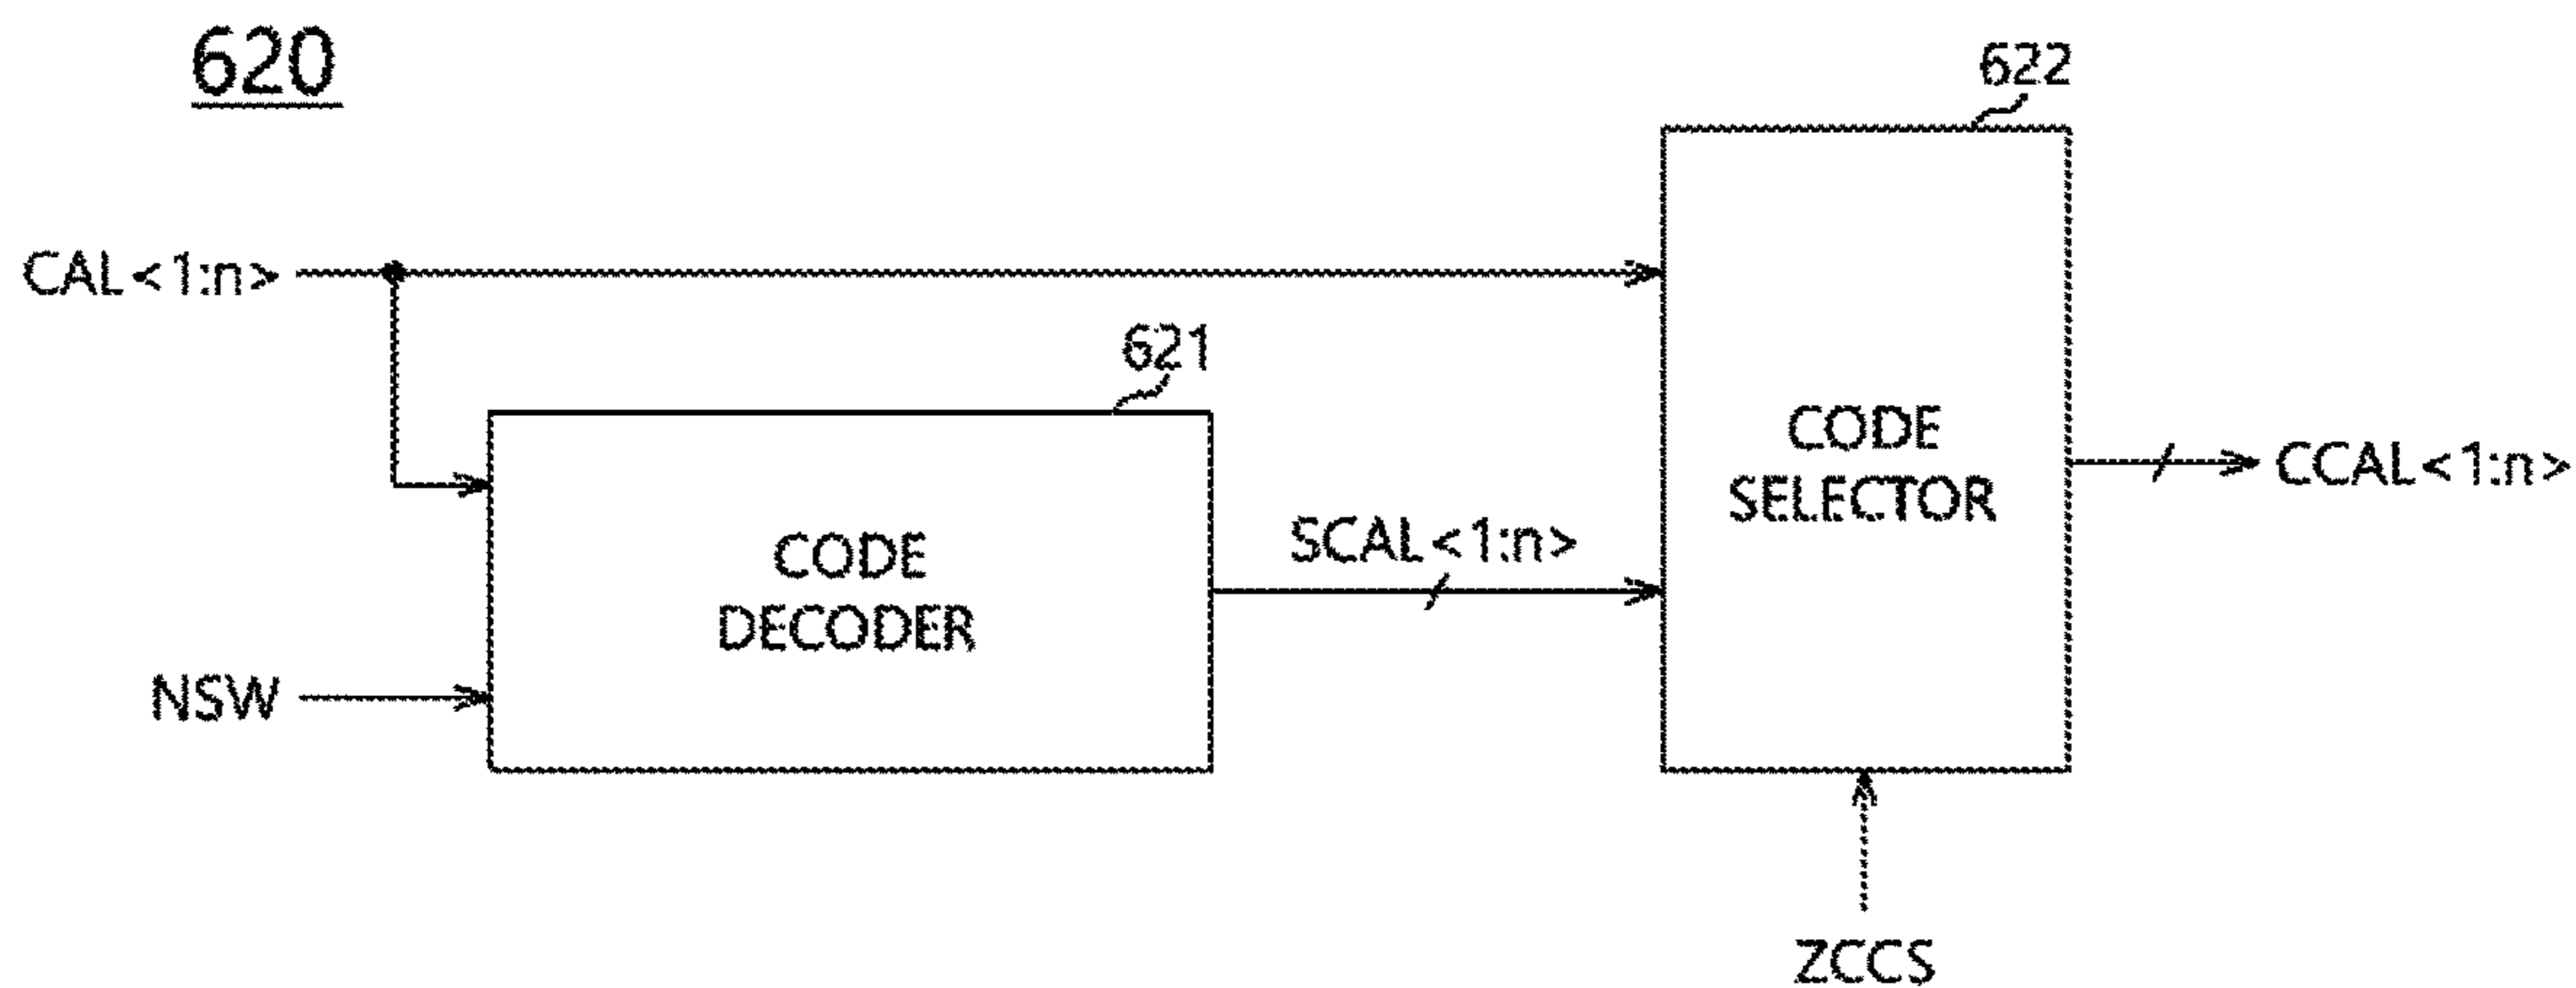 620
622
CAL<1:n>
621
CODE
SELECTOR
CCAL<1:n>
CODE
DECODER
SCAL<1:n>
NSW
ZCCS